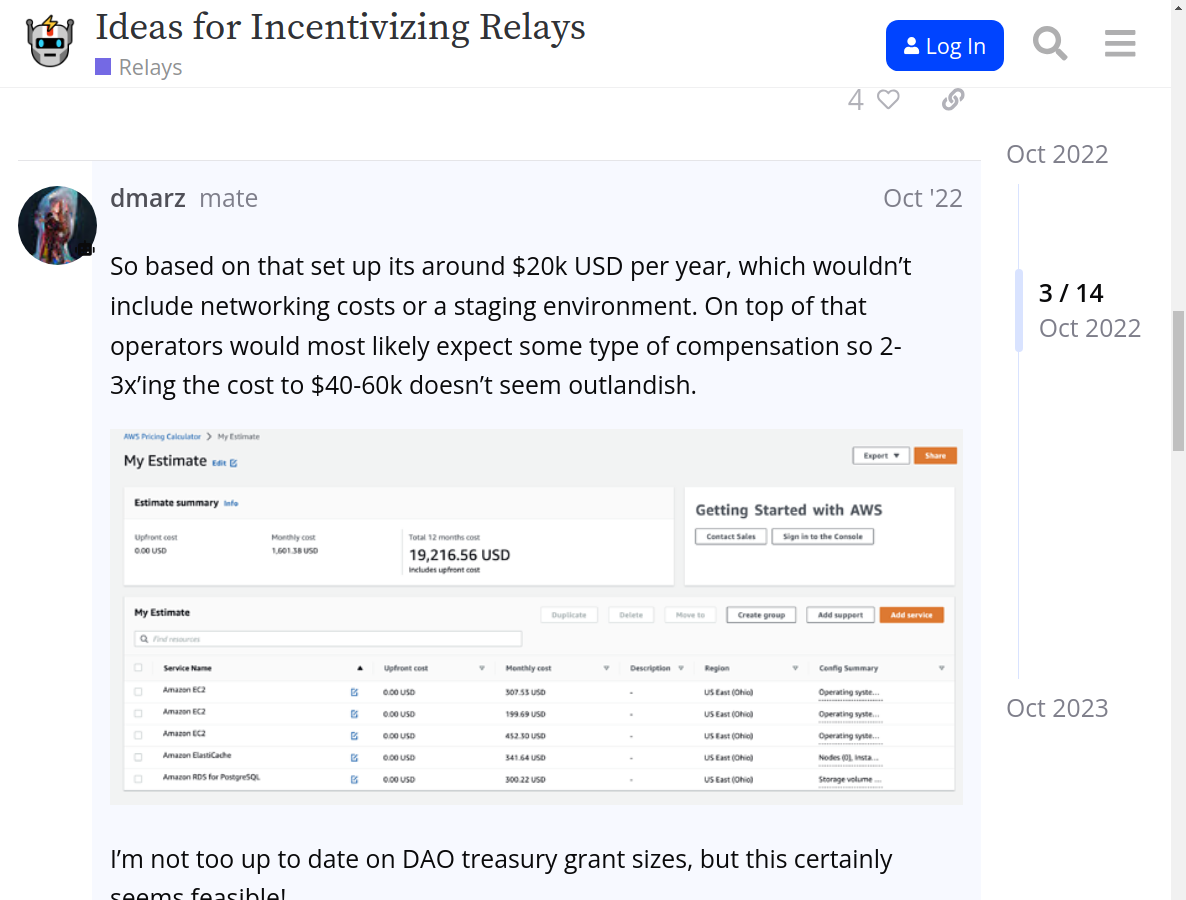 Ideas for Incentivizing Relays
Relays
Log In
4
Oct 2022
dmarz mate
Oct '22
So based on that set up its around $20k USD per year, which wouldn’t
include networking costs or a staging environment. On top of that
operators would most likely expect some type of compensation so 2-
3x’ing the cost to $40-60k doesn’t seem outlandish.
3 / 14
Oct 2022
AWS Pricing Calculator > My Estimate
My Estimate Edit
Export Share
Estimate summary Info
Getting Started with AWS
Upfront cost Monthly cost Total 12 months cost
0.00 USD 1,601.38 USD 19,216.56 USD
Includes upfront cost
Contact Sales Sign in to the Console
My Estimate
Duplicate Delete Move to Create group Add support Add service
Find resources
Service Name Upfront cost Monthly cost Description Region Config Summary
Amazon EC2 0.00 USD 307.53 USD - US East (Ohio) Operating syste...
Amazon EC2 0.00 USD 199.69 USD - US East (Ohio) Operating syste...
Amazon EC2 0.00 USD 452.30 USD - US East (Ohio) Operating syste...
Amazon ElastiCache 0.00 USD 341.64 USD - US East (Ohio) Nodes (0), Insta...
Amazon RDS for PostgreSQL 0.00 USD 300.22 USD - US East (Ohio) Storage volume ...
Oct 2023
I’m not too up to date on DAO treasury grant sizes, but this certainly
seems feasible!